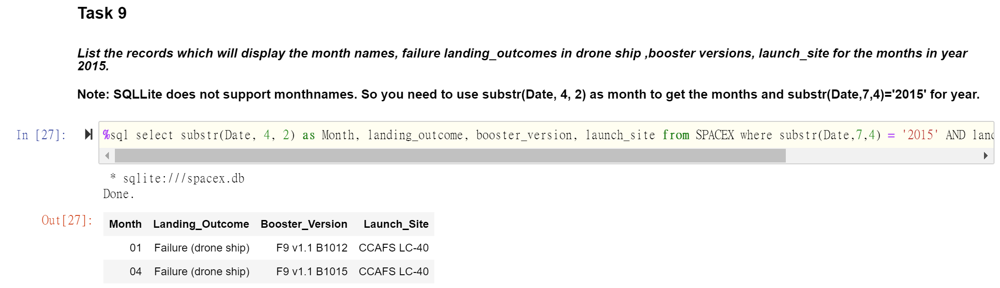 Task 9
List the records which will display the month names, failure landing_outcomes in drone ship ,booster versions, launch_site for the months in year
2015.
Note: SQLLite does not support monthnames. So you need to use substr(Date, 4, 2) as month to get the months and substr(Date,7,4)='2015' for year.
In [27]: %sql select substr(Date, 4, 2) as Month, landing_outcome, booster_version, launch_site from SPACEX where substr(Date,7,4) = '2015' AND
* sqlite:///spacex.db
Done.
Out[27]:
Month Landing_Outcome Booster_Version Launch_Site
01 Failure (drone ship) F9 v1.1 B1012 CCAFS LC-40
04 Failure (drone ship) F9 v1.1 B1015 CCAFS LC-40